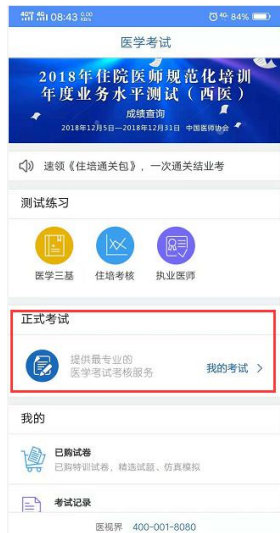 08:43
84%
医学考试
2018年住院医师规范化培训
年度业务水平测试（西医）
成绩查询
2018年12月5日—2018年12月31日 中国医师协会
速领《住培通关包》，一次通关结业考
测试练习
医学三基 住培考核 执业医师
正式考试
提供最专业的
医学考试考核服务
我的考试 >
我的
已购试卷
已购特训试卷，精选试题、仿真模拟
考试记录
医视界 400-001-8080